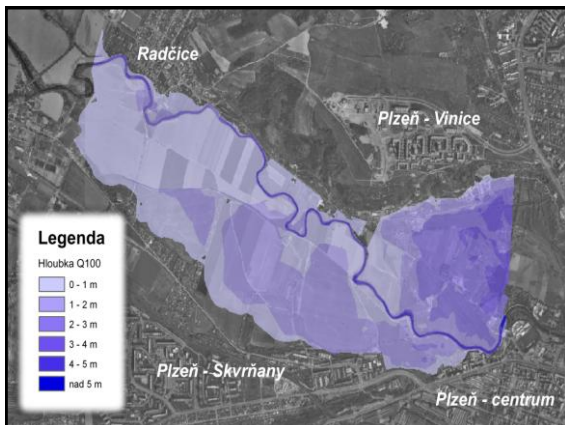 Radčice
Plzeň - Vinice
Legenda
Hloubka Q100
0 - 1 m
1 - 2 m
2 - 3 m
3 - 4 m
4 - 5 m
nad 5 m
Plzeň - Skvrňany
Plzeň - centrum